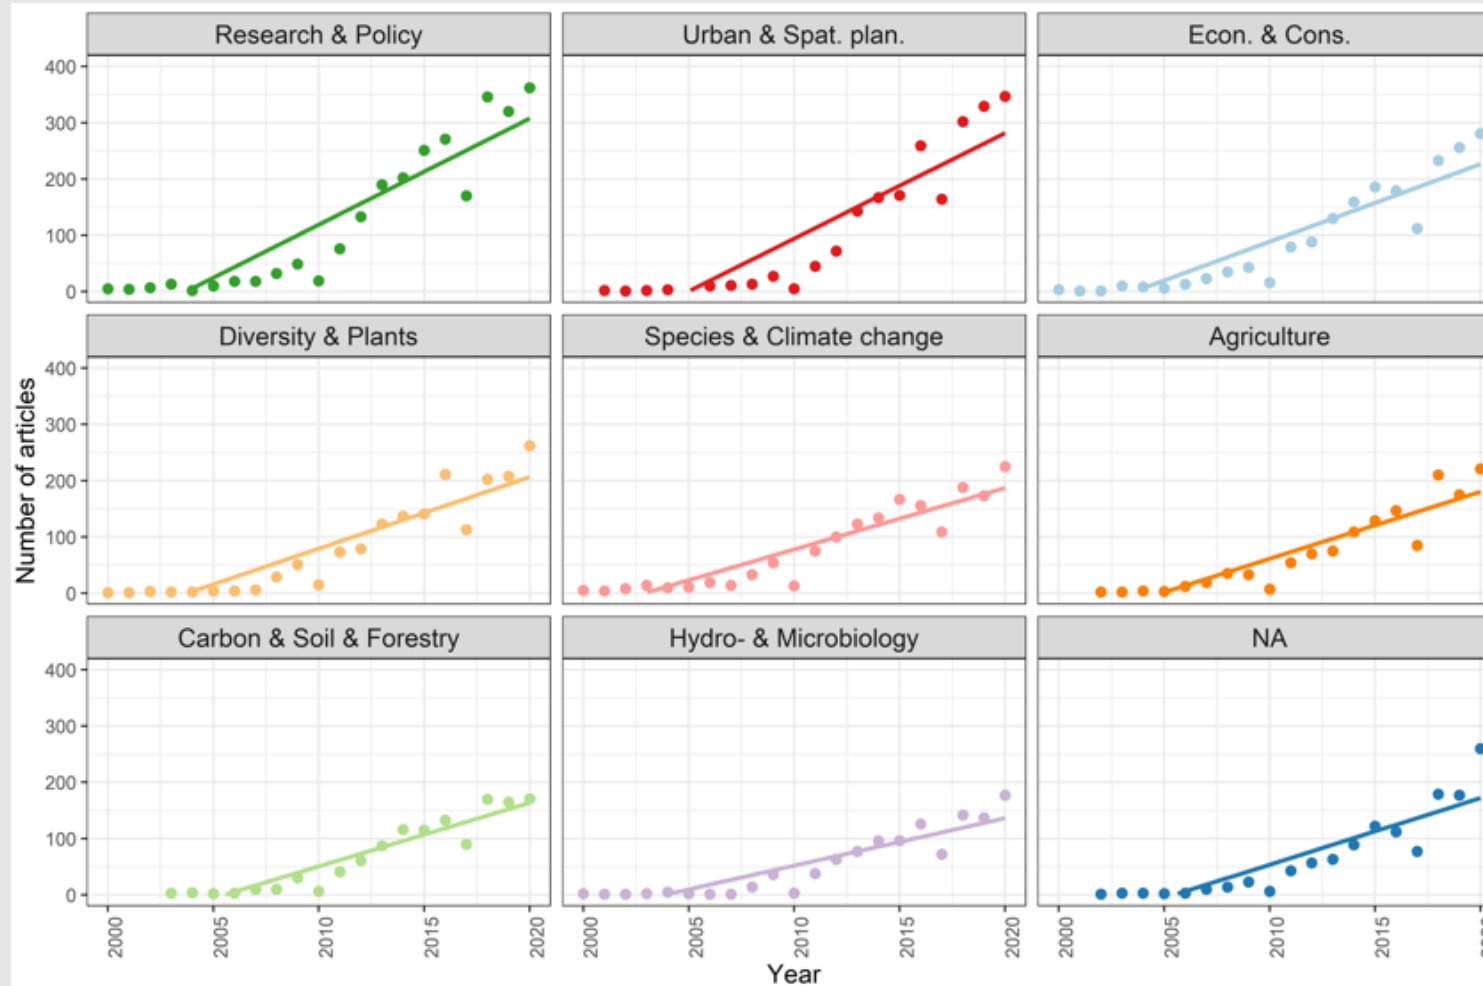 Research & Policy
Urban & Spat. plan.
Econ. & Cons.
400
300
200
100
0
Diversity & Plants
Species & Climate change
Agriculture
Number of articles
400
300
200
100
0
Carbon & Soil & Forestry
Hydro- & Microbiology
NA
400
300
200
100
0
2000 2005 2010 2015 2020 2000 2005 2010 2015 2020 2000 2005 2010 2015
Year